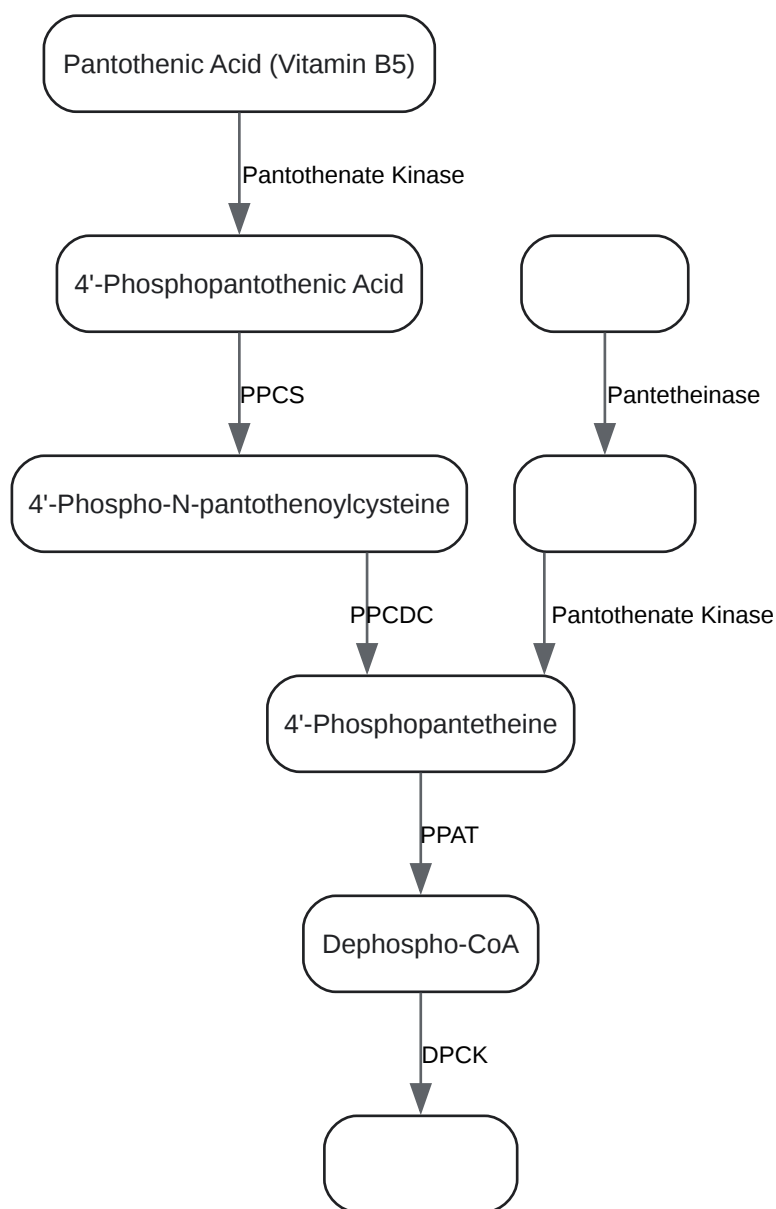 Pantothenic Acid (Vitamin B5)
Pantothenate Kinase
4'-Phosphopantothenic Acid
PPCS
Pantetheinase
4'-Phospho-N-pantothenoylcysteine
PPCDC
Pantothenate Kinase
4'-Phosphopantetheine
PPAT
Dephospho-CoA
DPCK